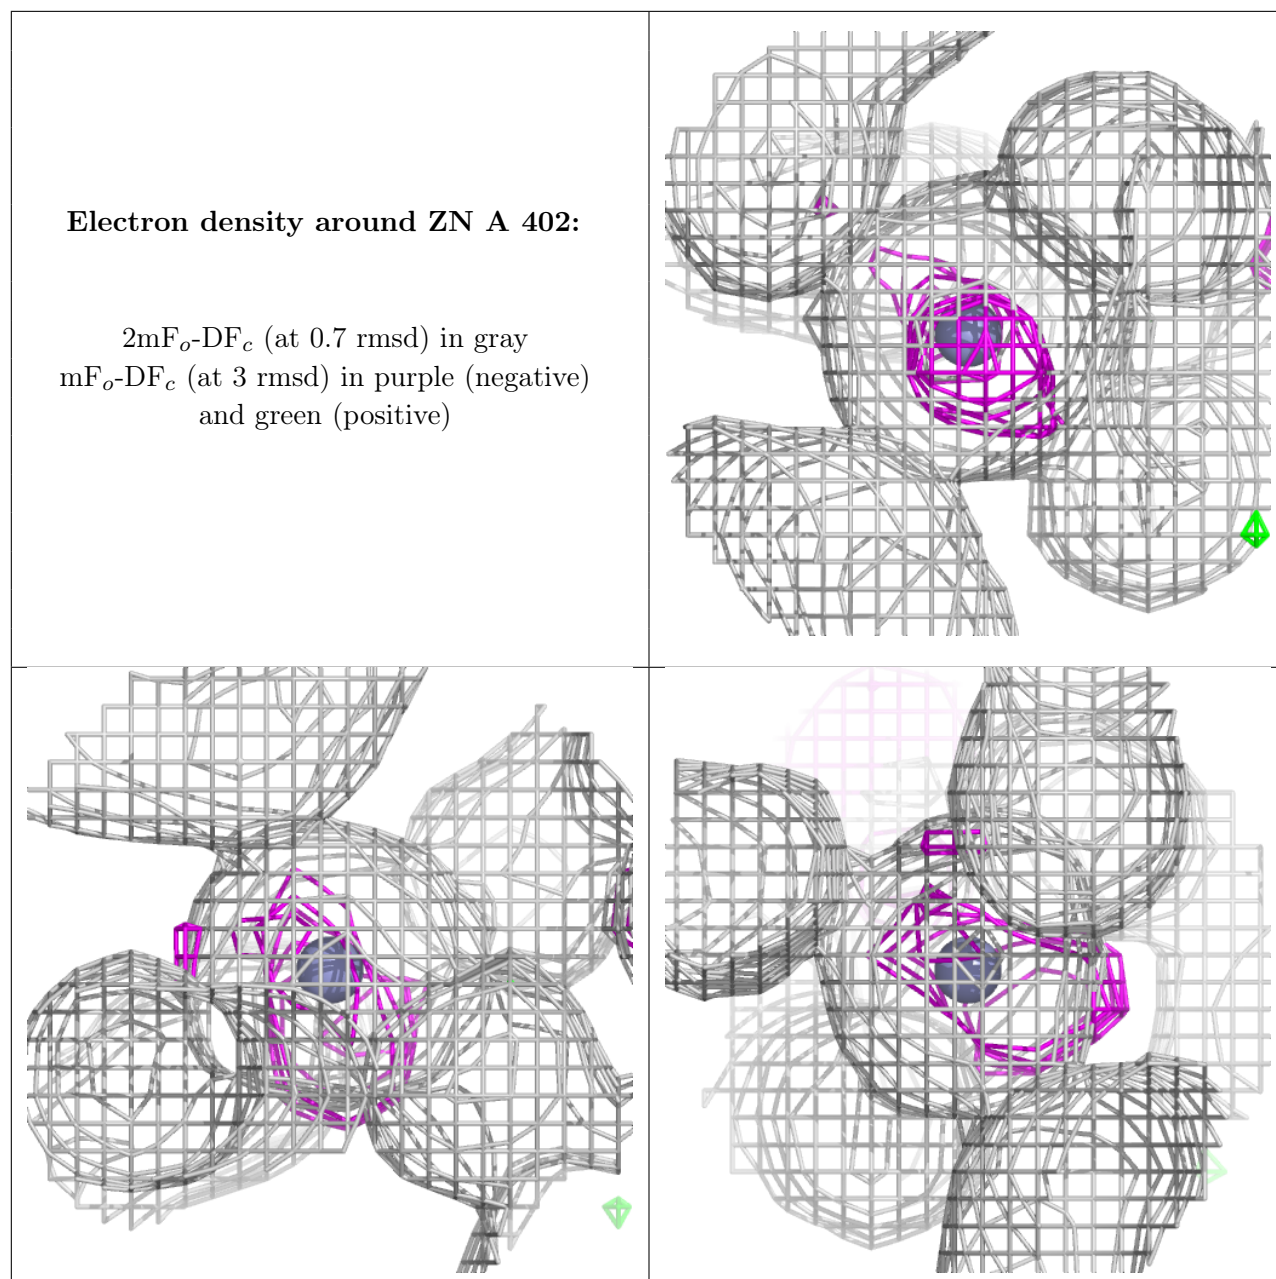 Electron density around ZN A 402:
2mFo-DFc (at 0.7 rmsd) in gray
mFo-DFc (at 3 rmsd) in purple (negative)
and green (positive)